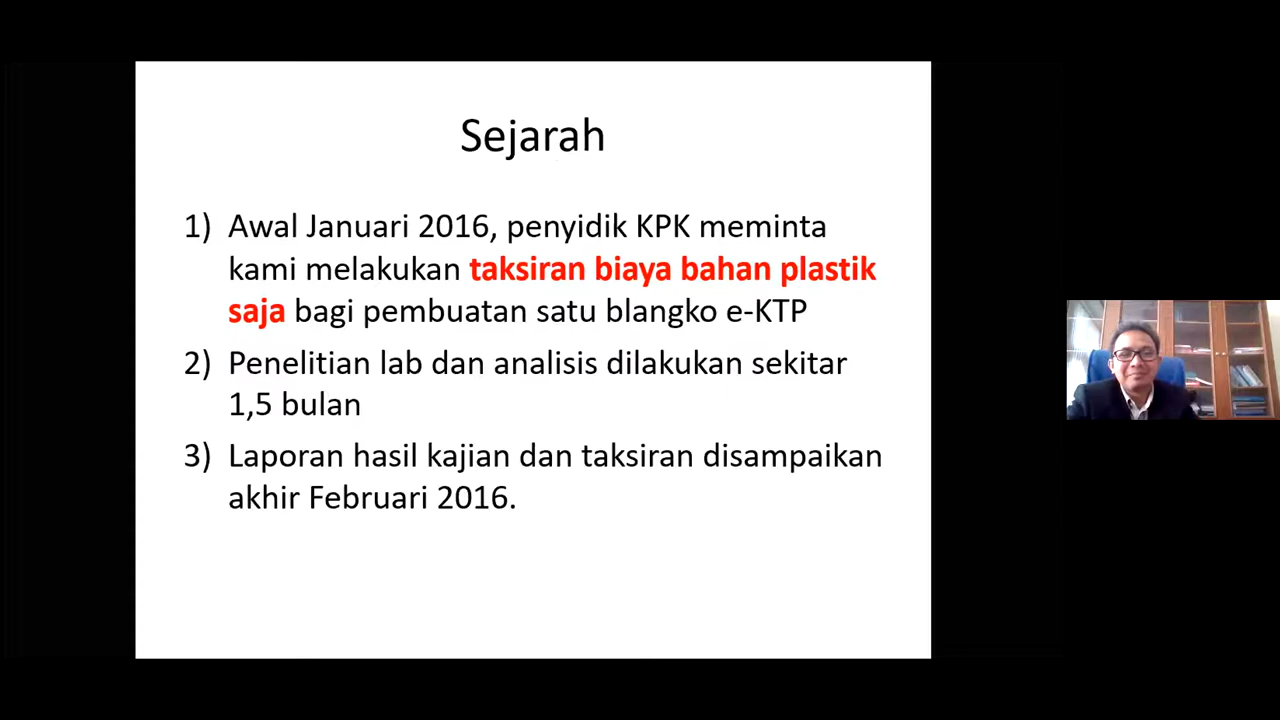 Sejarah
1) Awal Januari 2016, penyidik KPK meminta
kami melakukan taksiran biaya bahan plastik
saja bagi pembuatan satu blangko e-KTP
2) Penelitian lab dan analisis dilakukan sekitar
1,5 bulan
3) Laporan hasil kajian dan taksiran disampaikan
akhir Februari 2016.